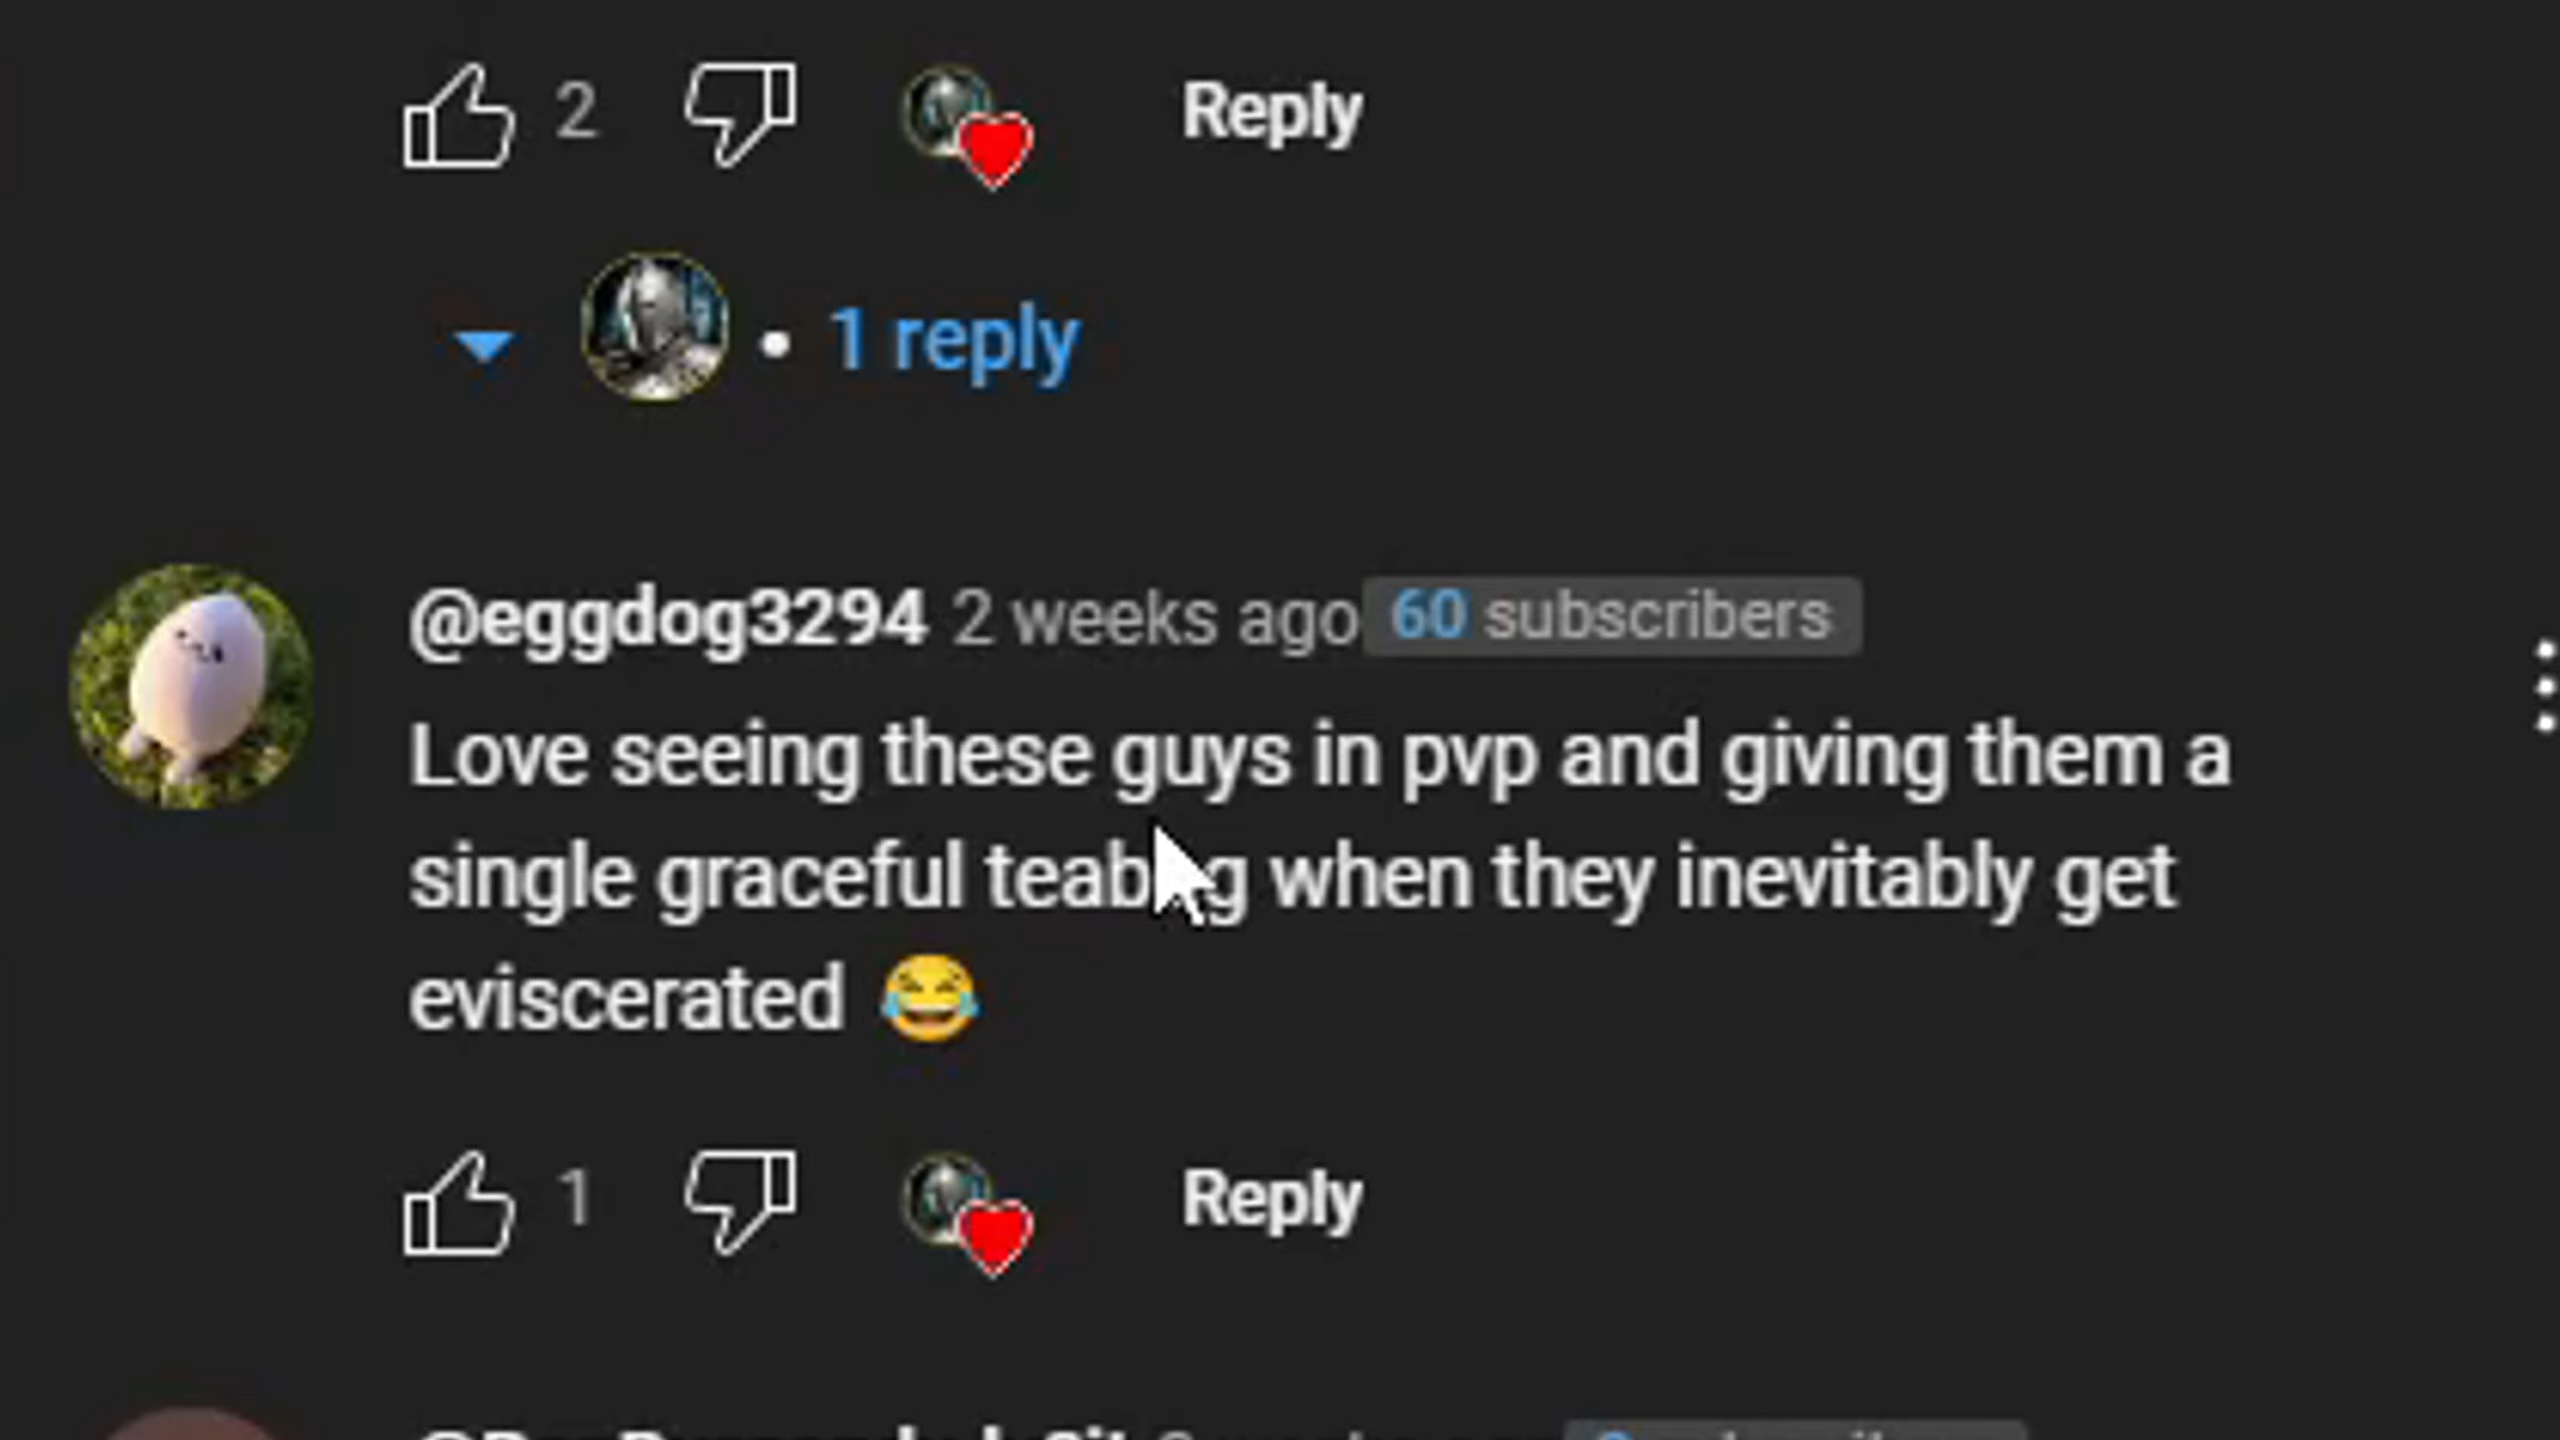 2 Reply
1 reply
@eggdog3294 2 weeks ago 60 subscribers
Love seeing these guys in pvp and giving them a
single graceful teabag when they inevitably get
eviscerated 😂
1 Reply